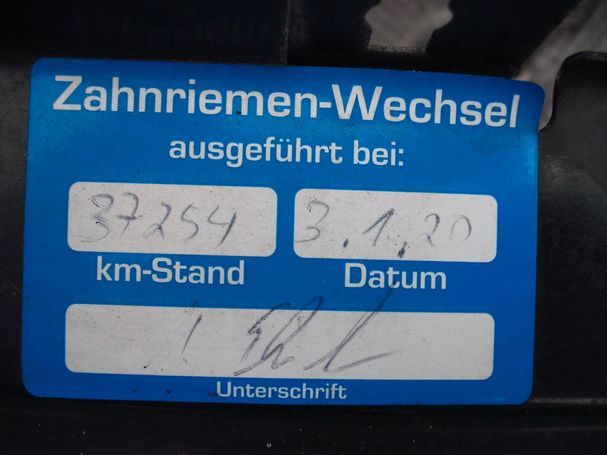 Zahnriemen-Wechsel
ausgeführt bei:
37254 3.1.20
km-Stand Datum
Unterschrift